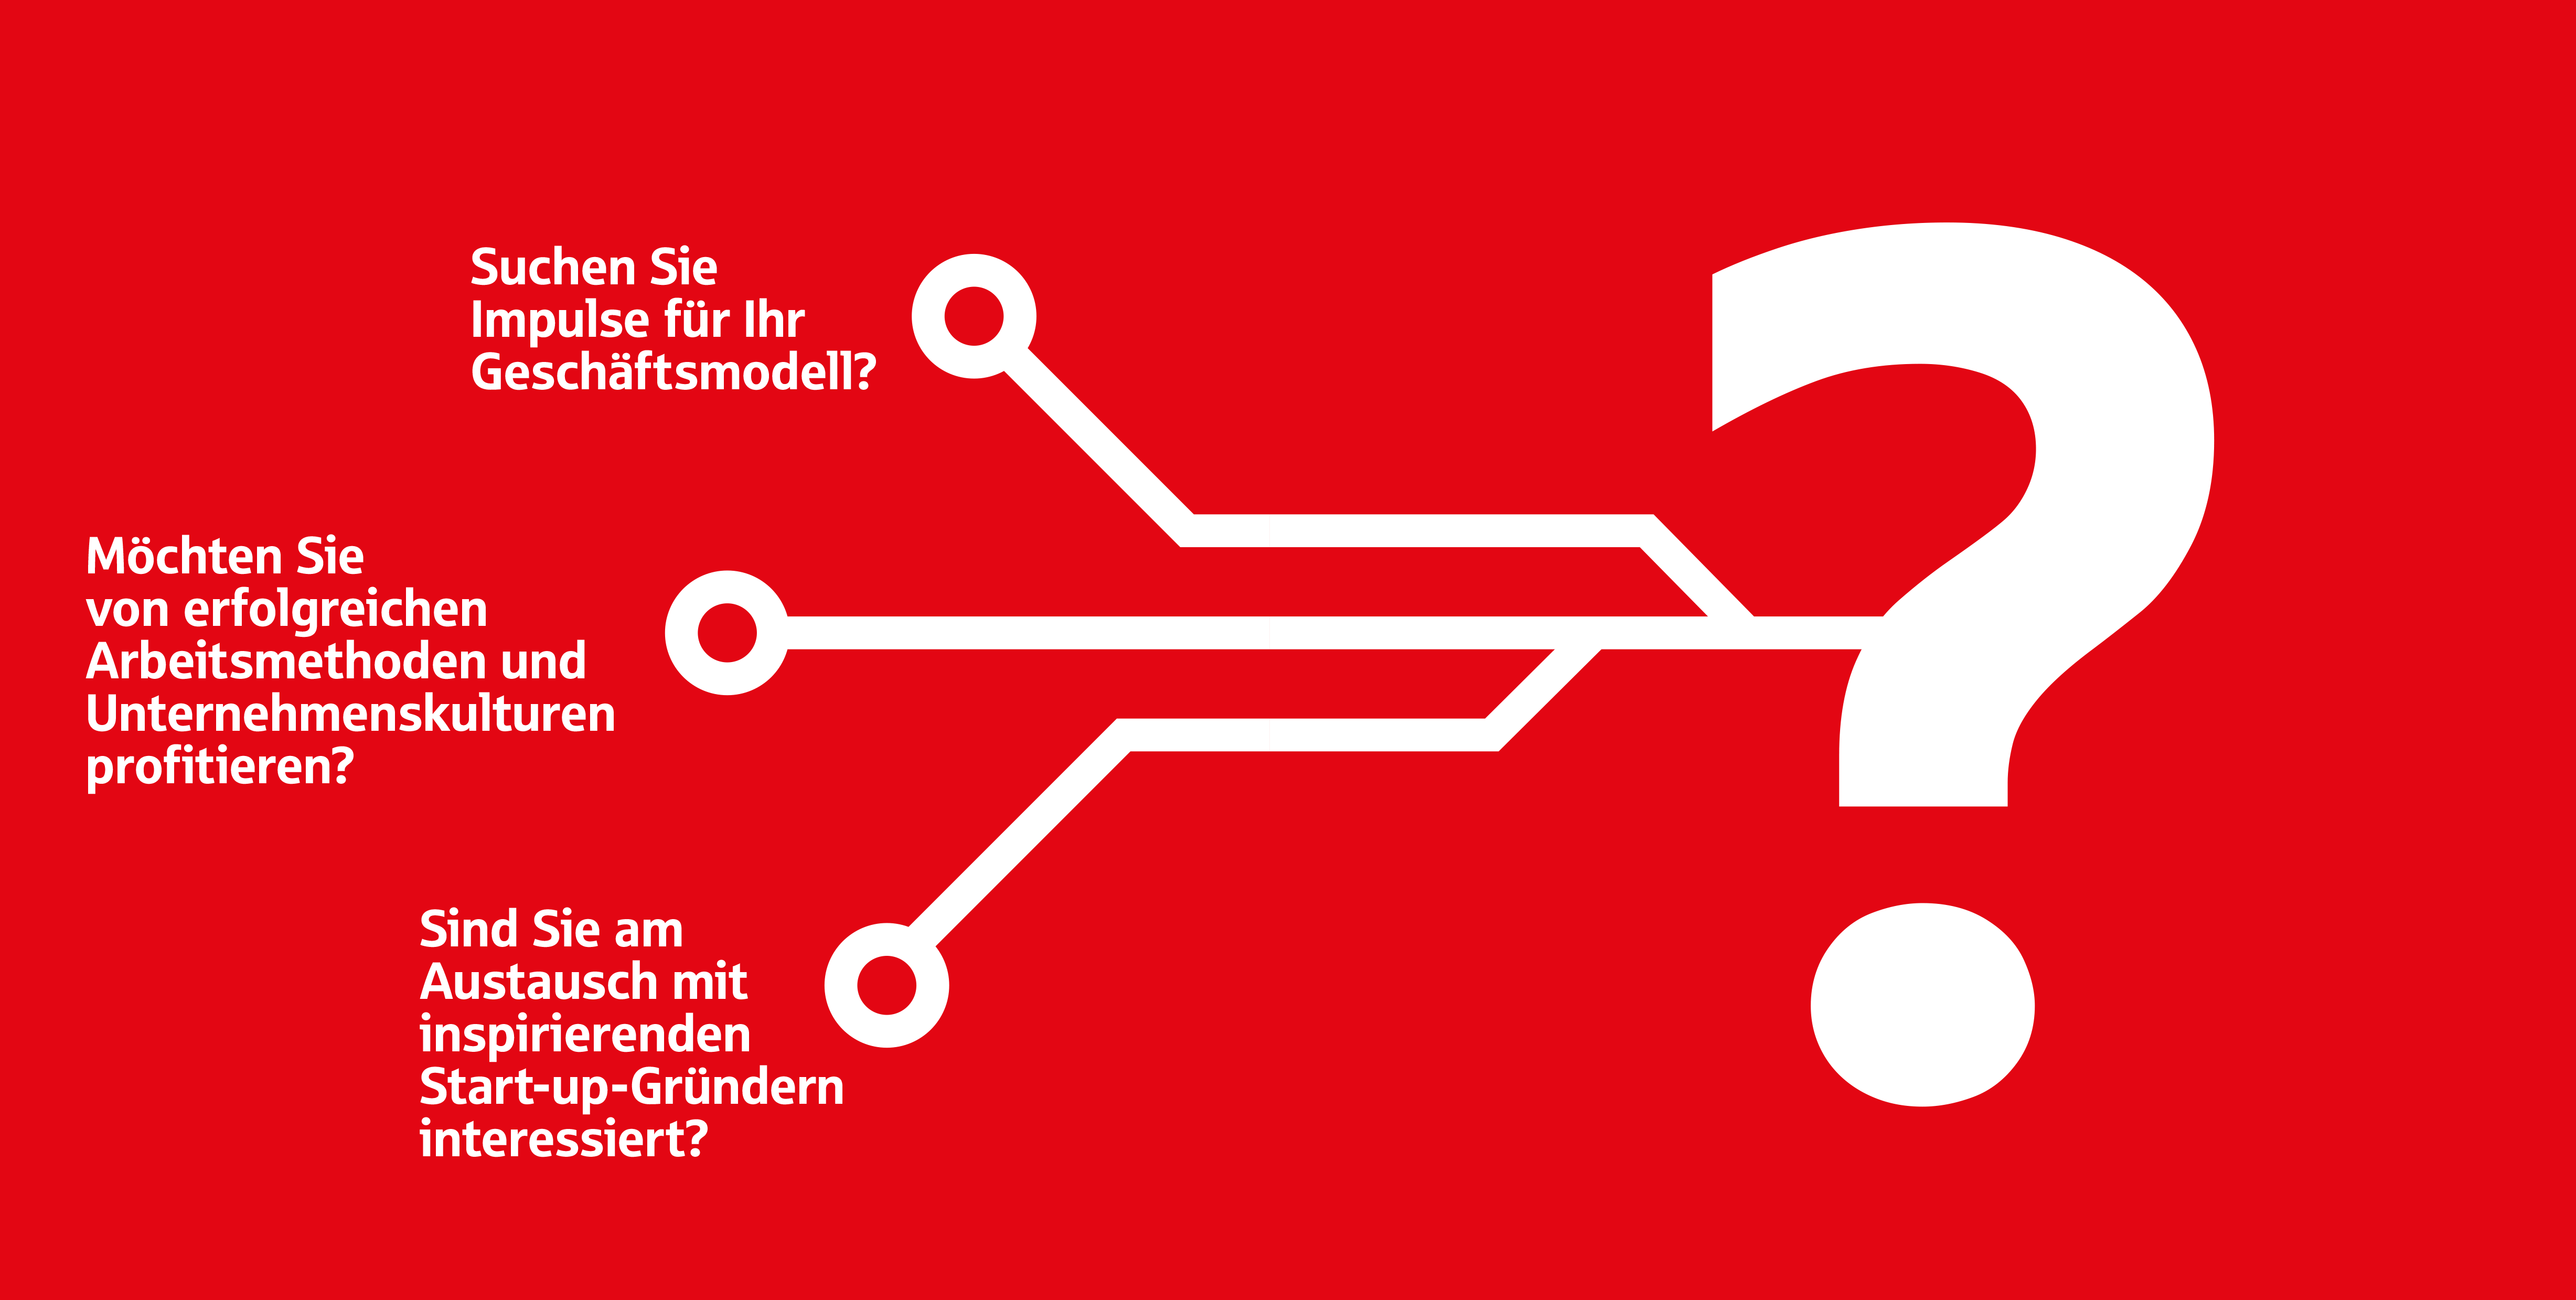 Suchen Sie
Impulse für Ihr
Geschäftsmodell?
Möchten Sie
von erfolgreichen
Arbeitsmethoden und
Unternehmenskulturen
profitieren?
Sind Sie am
Austausch mit
inspirierenden
Start-up-Gründern
interessiert?
?